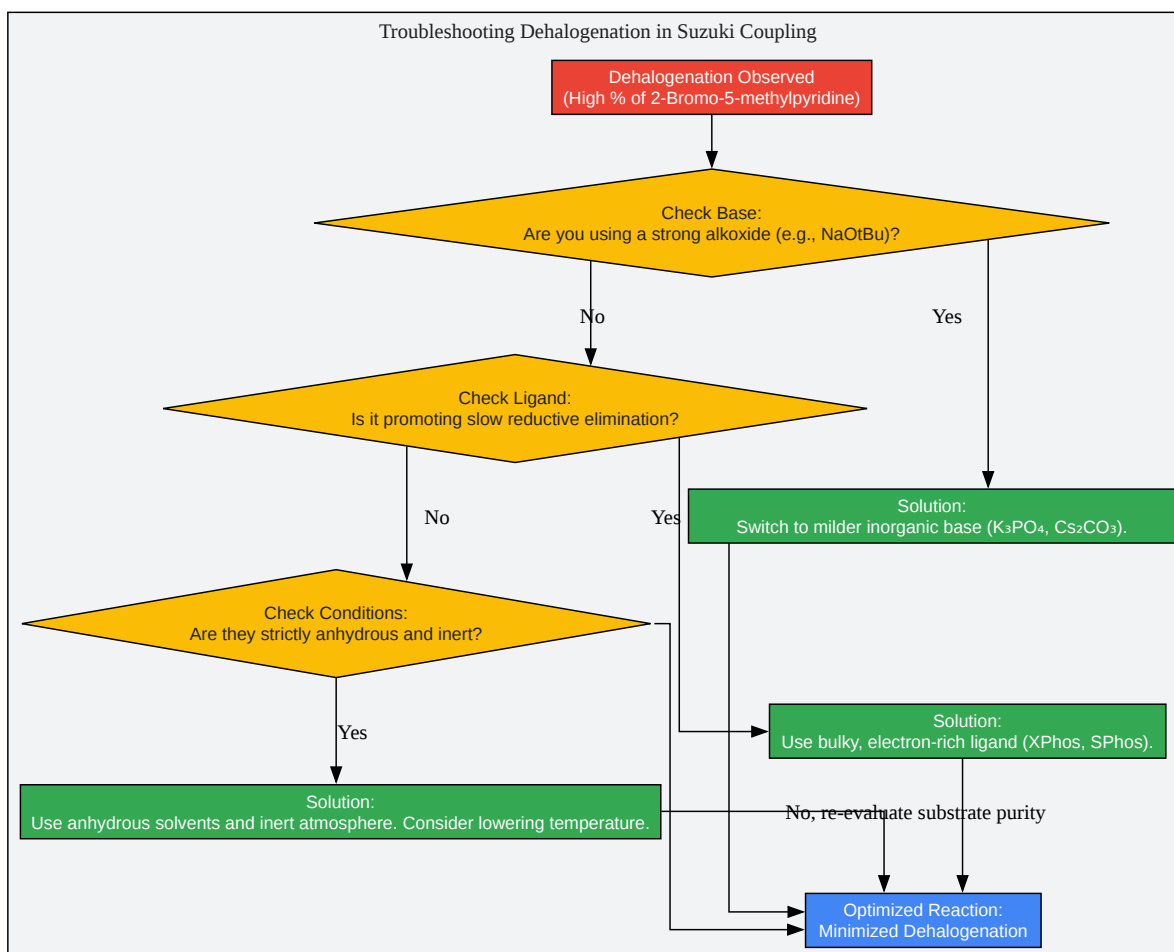 Troubleshooting Dehalogenation in Suzuki Coupling
Dehalogenation Observed
(High % of 2-Bromo-5-methylpyridine)
Check Base:
Are you using a strong alkoxide (e.g., NaOtBu)?
No
Yes
Check Ligand:
Is it promoting slow reductive elimination?
No
Yes
Solution:
Switch to milder inorganic base (K₃PO₄, Cs₂CO₃).
Check Conditions:
Are they strictly anhydrous and inert?
Yes
Solution:
Use bulky, electron-rich ligand (XPhos, SPhos).
Solution:
Use anhydrous solvents and inert atmosphere. Consider lowering temperature.
No, re-evaluate substrate purity
Optimized Reaction:
Minimized Dehalogenation